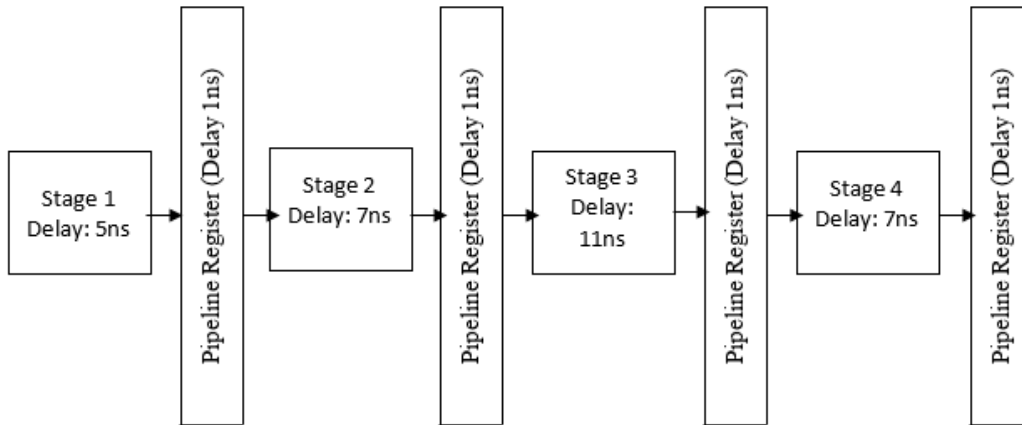 Stage 1
Delay: 5ns
Pipeline Register (Delay 1ns)
Stage 2
Delay: 7ns
Pipeline Register (Delay 1ns)
Stage 3
Delay:
11ns
Pipeline Register (Delay 1ns)
Stage 4
Delay: 7ns
Pipeline Register (Delay 1ns)